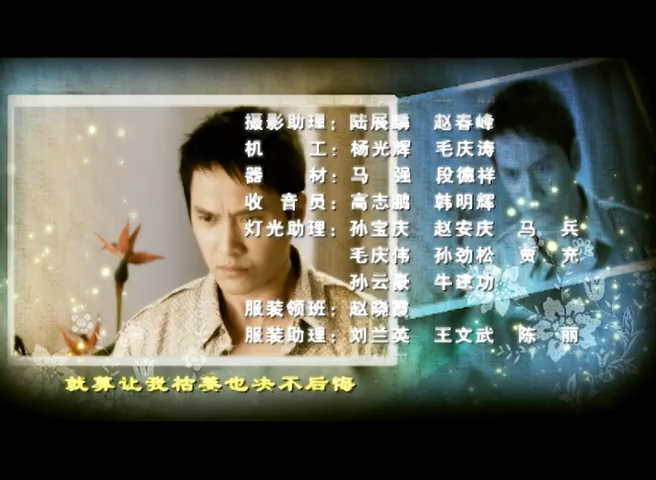 摄影助理：陆展麟 赵春峰
机 工：杨光辉 毛庆涛
器 材：马 强 段德祥
收 音 员：高志鹏 韩明辉
灯光助理：孙宝庆 赵安庆 马 兵
毛庆伟 孙劲松 贾 充
孙云豪 牛建功
服装领班：赵晓霞
服装助理：刘兰英 王文武 陈 丽
就算让我枯萎也决不后悔